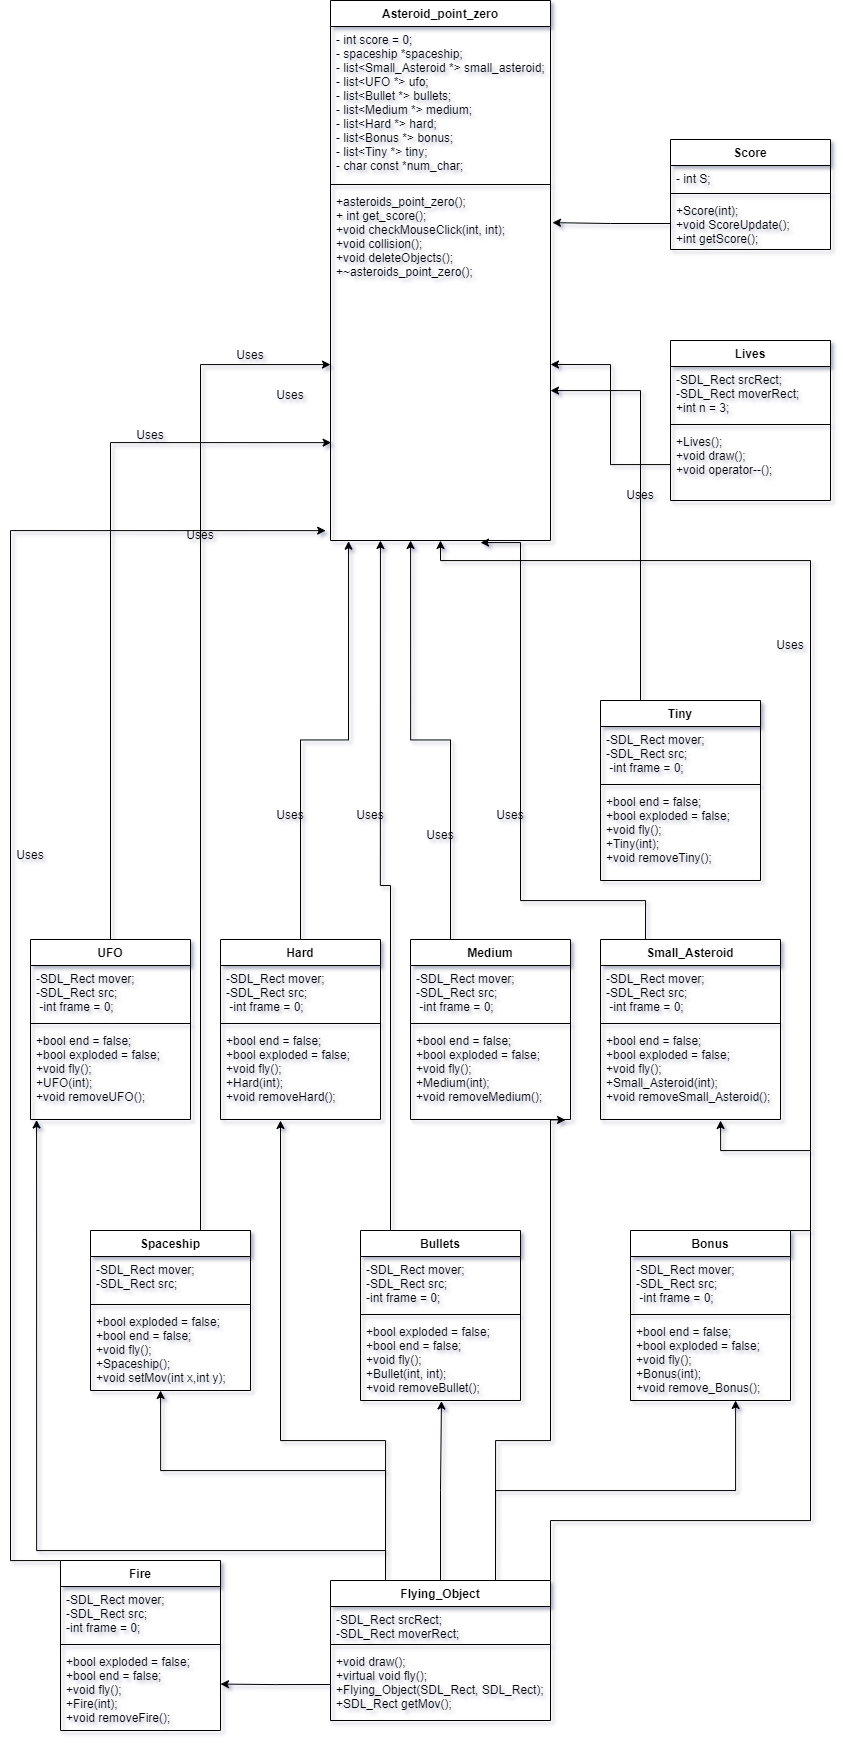 Asteroid_point_zero
- int score = 0;
- spaceship *spaceship;
- list<Small_Asteroid *> small_asteroid;
- list<UFO *> ufo;
- list<Bullet *> bullets;
- list<Medium *> medium;
- list<Hard *> hard;
- list<Bonus *> bonus;
- list<Tiny *> tiny;
- char const *num_char;
+asteroids_point_zero();
+ int get_score();
+void checkMouseClick(int, int);
+void collision();
+void deleteObjects();
+~asteroids_point_zero();
Score
- int S;
+Score(int);
+void ScoreUpdate();
+int getScore();
Lives
-SDL_Rect srcRect;
-SDL_Rect moverRect;
+int n = 3;
+Lives();
+void draw();
+void operator--();
Uses
Uses
Uses
Uses
Uses
Uses
Tiny
-SDL_Rect mover;
-SDL_Rect src;
-int frame = 0;
+bool end = false;
+bool exploded = false;
+void fly();
+Tiny(int);
+void removeTiny();
Uses
Uses
Uses
Uses
Uses
UFO
-SDL_Rect mover;
-SDL_Rect src;
-int frame = 0;
+bool end = false;
+bool exploded = false;
+void fly();
+UFO(int);
+void removeUFO();
Hard
-SDL_Rect mover;
-SDL_Rect src;
-int frame = 0;
+bool end = false;
+bool exploded = false;
+void fly();
+Hard(int);
+void removeHard();
Medium
-SDL_Rect mover;
-SDL_Rect src;
-int frame = 0;
+bool end = false;
+bool exploded = false;
+void fly();
+Medium(int);
+void removeMedium();
Small_Asteroid
-SDL_Rect mover;
-SDL_Rect src;
-int frame = 0;
+bool end = false;
+bool exploded = false;
+void fly();
+Small_Asteroid(int);
+void removeSmall_Asteroid();
Spaceship
-SDL_Rect mover;
-SDL_Rect src;
+bool exploded = false;
+bool end = false;
+void fly();
+Spaceship();
+void setMov(int x,int y);
Bullets
-SDL_Rect mover;
-SDL_Rect src;
-int frame = 0;
+bool exploded = false;
+bool end = false;
+void fly();
+Bullet(int, int);
+void removeBullet();
Bonus
-SDL_Rect mover;
-SDL_Rect src;
-int frame = 0;
+bool end = false;
+bool exploded = false;
+void fly();
+Bonus(int);
+void remove_Bonus();
Fire
-SDL_Rect mover;
-SDL_Rect src;
-int frame = 0;
+bool exploded = false;
+bool end = false;
+void fly();
+Fire(int);
+void removeFire();
Flying_Object
-SDL_Rect srcRect;
-SDL_Rect moverRect;
+void draw();
+virtual void fly();
+Flying_Object(SDL_Rect, SDL_Rect);
+SDL_Rect getMov();